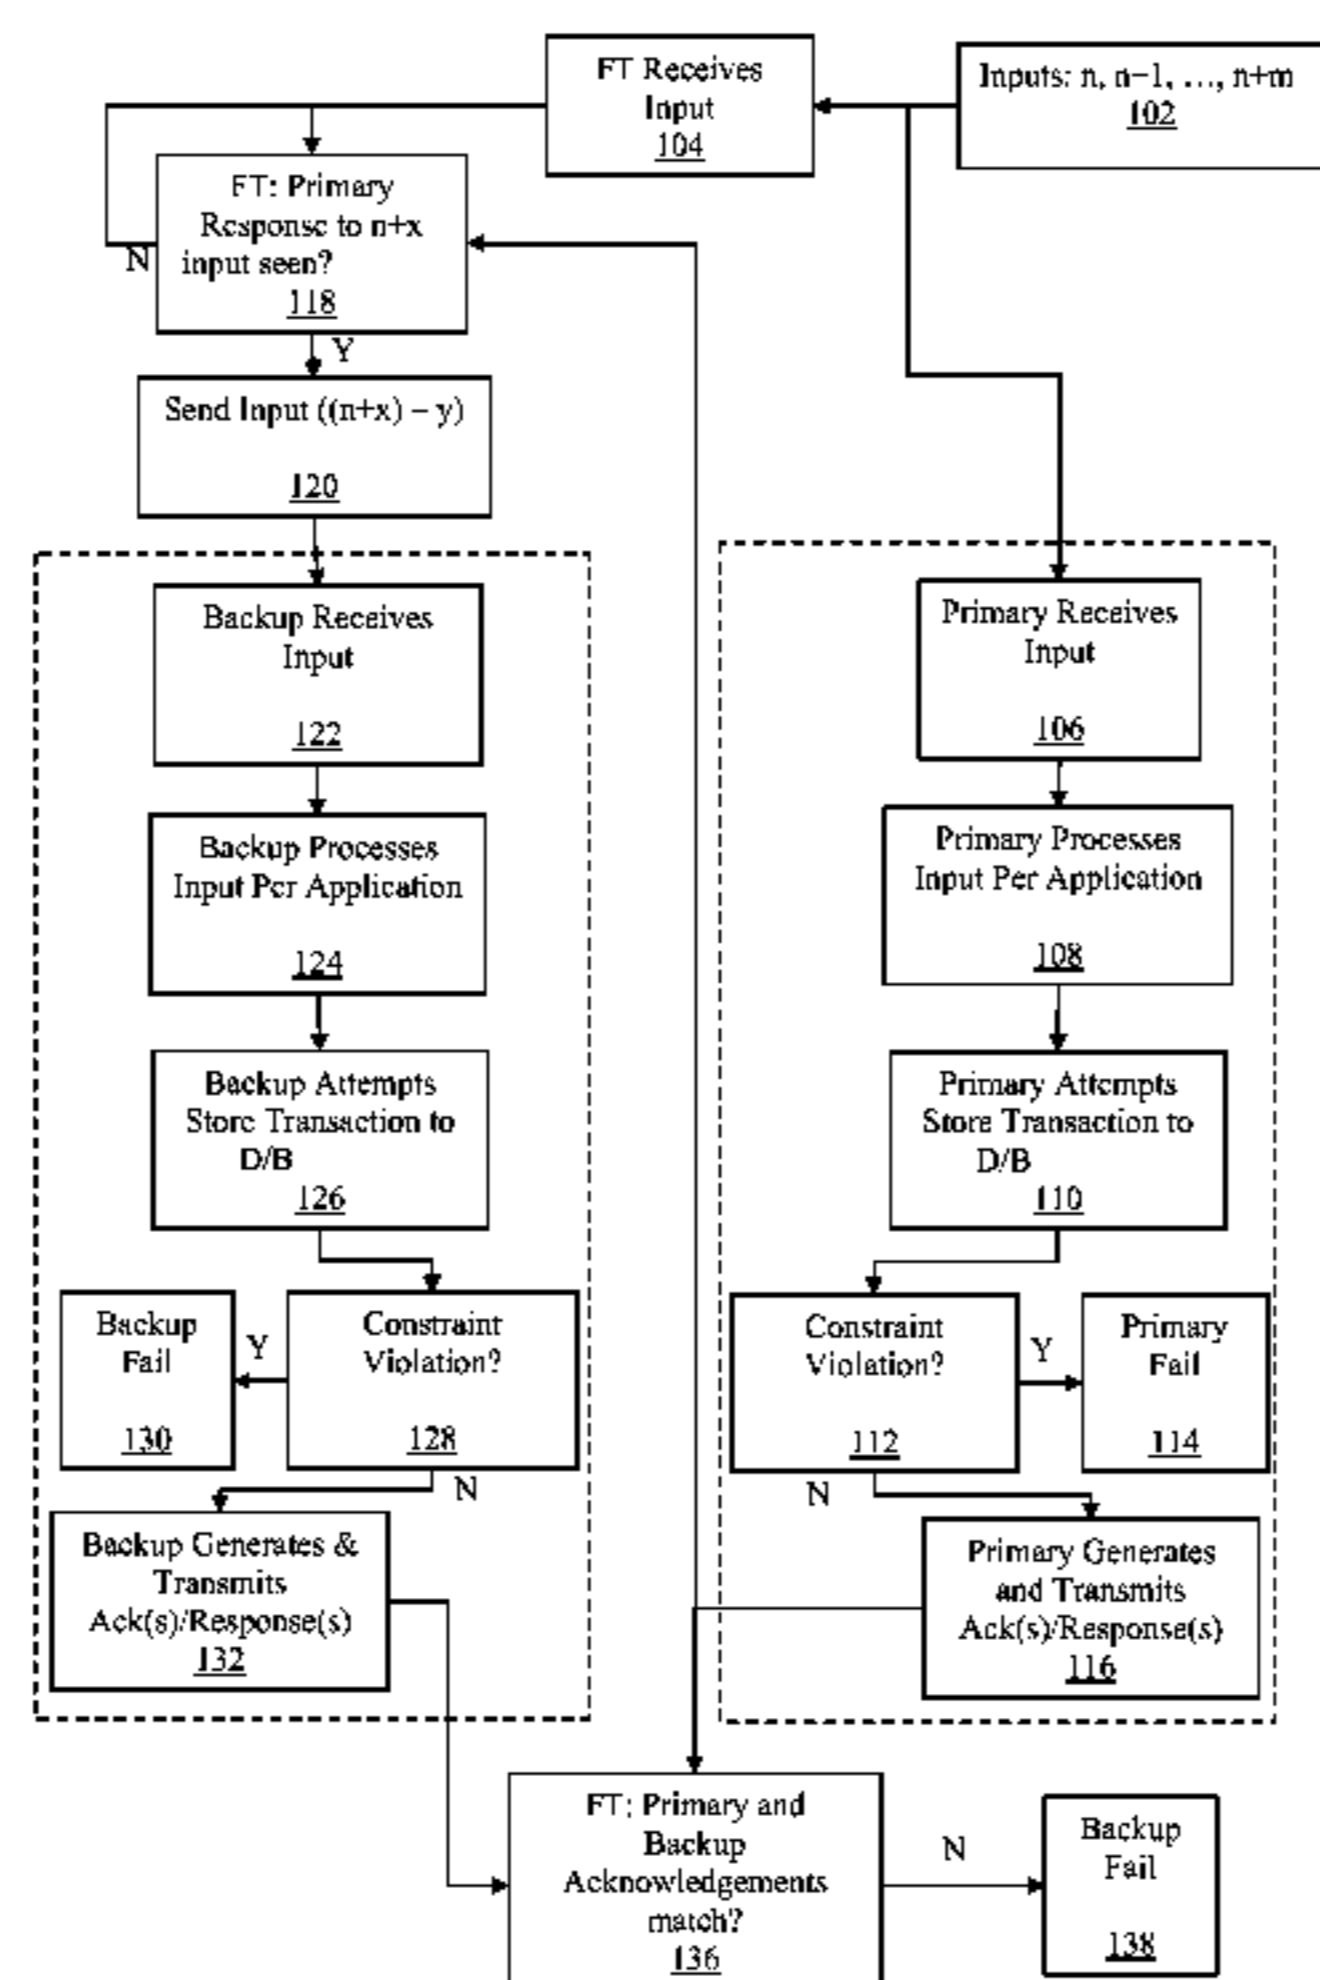 FT Receives
Input
104
Inputs: n, n–1, ..., n+m
102
FT: Primary
Response to n+x
input seen?
118
N
Y
Send Input ((n+x) – y)
120
Backup Receives
Input
122
Primary Receives
Input
106
Backup Processes
Input Per Application
124
Primary Processes
Input Per Application
108
Backup Attempts
Store Transaction to
D/B
126
Primary Attempts
Store Transaction to
D/B
110
Backup
Fail
130
Y
Constraint
Violation?
128
N
Constraint
Violation?
112
Y
Primary
Fail
114
N
Backup Generates &
Transmits
Ack(s)/Response(s)
132
Primary Generates
and Transmits
Ack(s)/Response(s)
116
FT: Primary and
Backup
Acknowledgements
match?
136
N
Backup
Fail
138